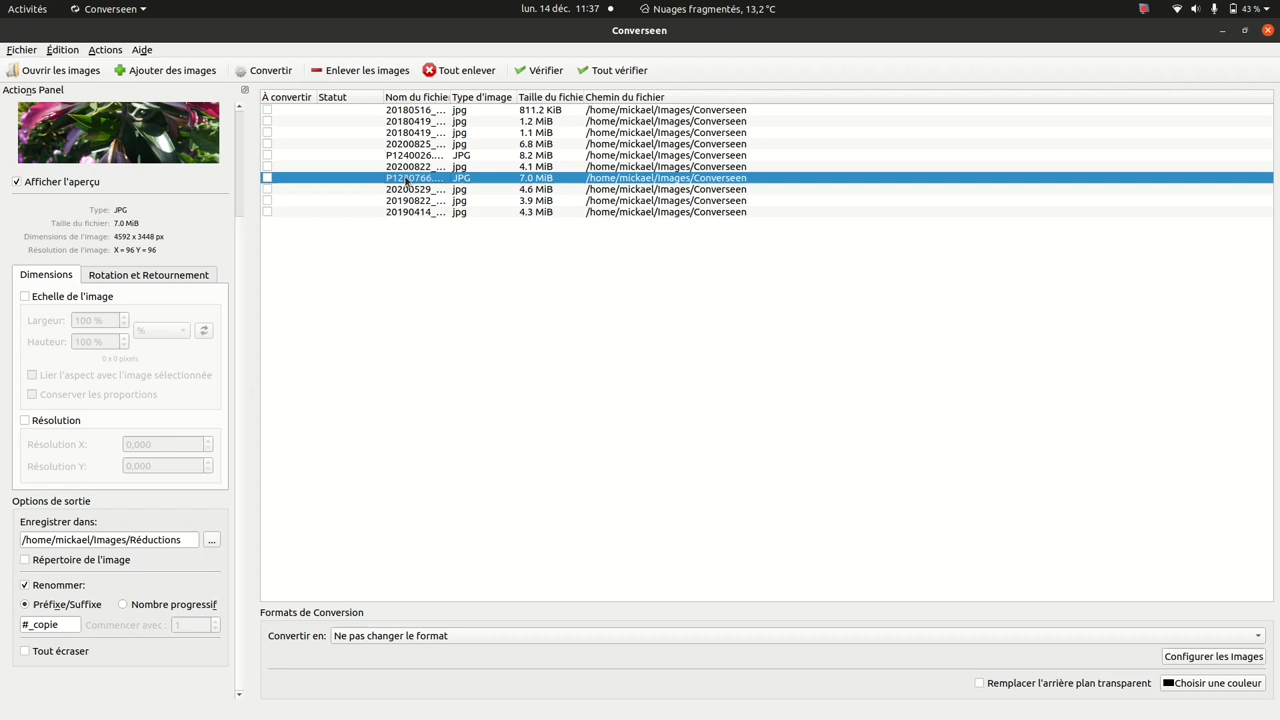 Activités Converseen lun. 14 déc. 11:37 Nuages fragmentés, 13,2 °C 43 %
Converseen
Fichier Édition Actions Aide
Ouvrir les images Ajouter des images Convertir Enlever les images Tout enlever Vérifier Tout vérifier
Actions Panel
Afficher l'aperçu
Type: JPG
Taille du fichier: 7.0 MiB
Dimensions de l'image: 4592 x 3448 px
Résolution de l'image: X = 96 Y = 96
Dimensions Rotation et Retournement
Echelle de l'image
Largeur: 100 % %
Hauteur: 100 %
0 x 0 pixels
Lier l'aspect avec l'image sélectionnée
Conserver les proportions
Résolution
Résolution X: 0,000
Résolution Y: 0,000
Options de sortie
Enregistrer dans:
/home/mickael/Images/Réductions ...
Répertoire de l'image
Renommer:
Préfixe/Suffixe Nombre progressif
#_copie Commencer avec : 1
Tout écraser
À convertir Statut Nom du fichie Type d'image Taille du fichie Chemin du fichier
20180516_... jpg 811.2 KiB /home/mickael/Images/Converseen
20180419_... jpg 1.2 MiB /home/mickael/Images/Converseen
20180419_... jpg 1.1 MiB /home/mickael/Images/Converseen
20200825_... jpg 6.8 MiB /home/mickael/Images/Converseen
P1240026.... JPG 8.2 MiB /home/mickael/Images/Converseen
20200822_... jpg 4.1 MiB /home/mickael/Images/Converseen
JPG 7.0 MiB /home/mickael/Images/Converseen
20200529_... jpg 4.6 MiB /home/mickael/Images/Converseen
20190822_... jpg 3.9 MiB /home/mickael/Images/Converseen
20190414_... jpg 4.3 MiB /home/mickael/Images/Converseen
Formats de Conversion
Convertir en: Ne pas changer le format
Configurer les Images
Remplacer l'arrière plan transparent Choisir une couleur